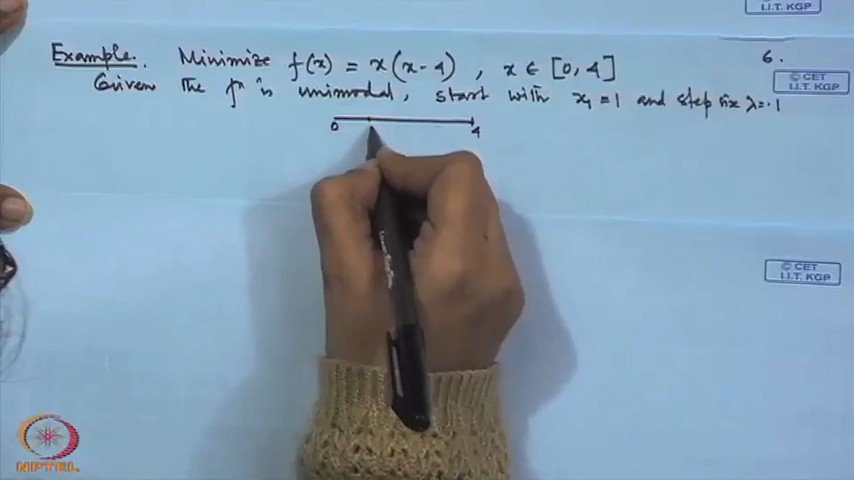 © CET
I.I.T. KGP
Example. Minimize f(x) = x(x-4) , x ∈ [0, 4]
6.
Given the fn is unimodal, start with x₁ = 1 and step size λ=.1
© CET
I.I.T. KGP
0 4
© CET
I.I.T. KGP
NPTEL